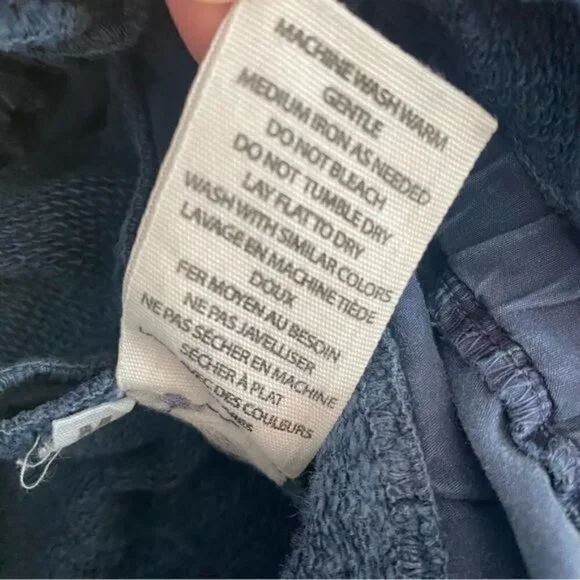 MACHINE WASH WARM
GENTLE
MEDIUM IRON AS NEEDED
DO NOT BLEACH
DO NOT TUMBLE DRY
LAY FLAT TO DRY
WASH WITH SIMILAR COLORS
LAVAGE EN MACHINE TIÈDE
DOUX
FER MOYEN AU BESOIN
NE PAS JAVELLISER
NE PAS SÉCHER EN MACHINE
SÉCHER À PLAT
DES COULEURS